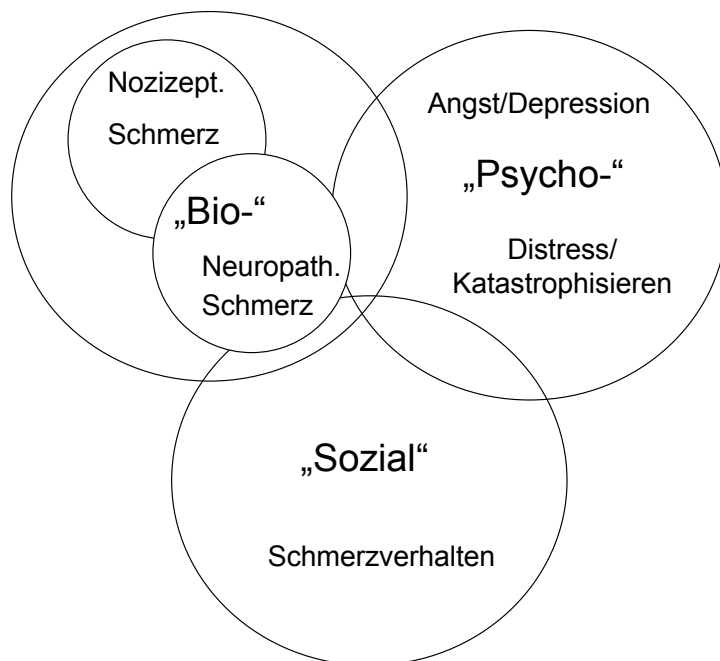 Nozizept.
Schmerz
„Bio-“
Neuropath.
Schmerz
Angst/Depression
„Psycho-“
Distress/
Katastrophisieren
„Sozial“
Schmerzverhalten